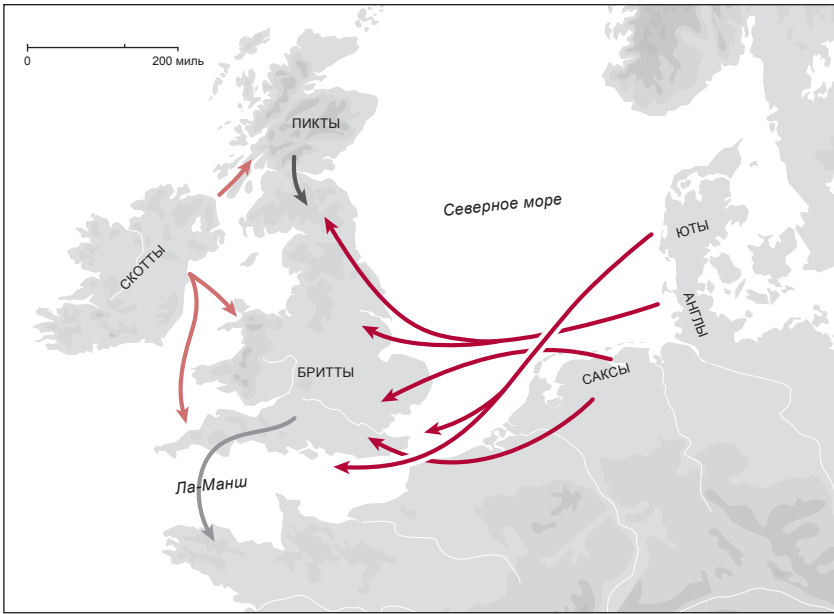 0
200 миль
ПИКТЫ
Северное море
ЮТЫ
СКОТТЫ
АНГЛЫ
БРИТТЫ
САКСЫ
Ла-Манш